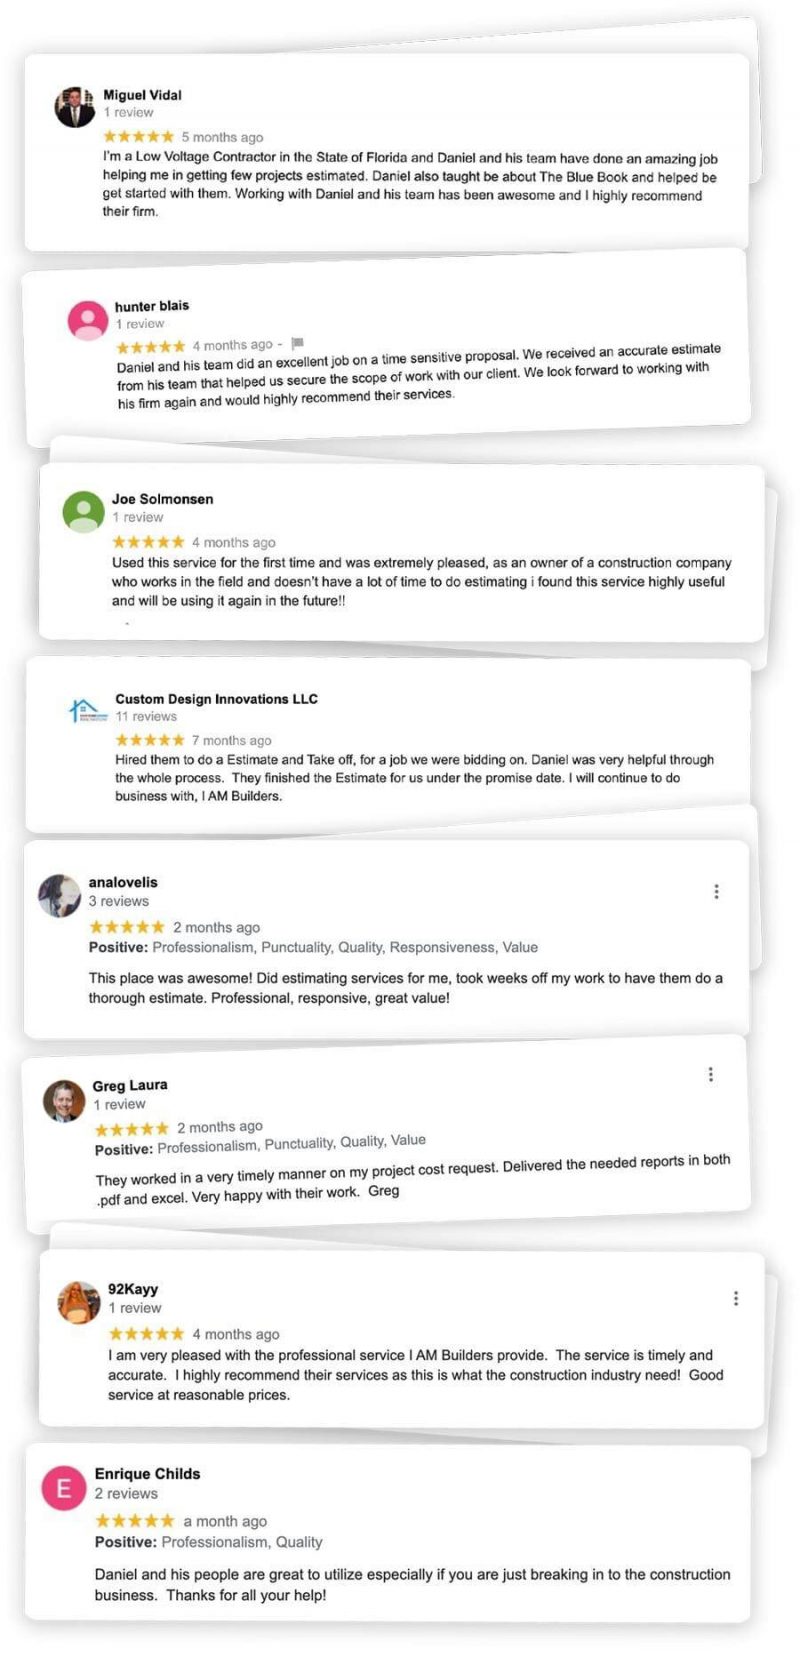 Miguel Vidal
1 review
5 months ago
I'm a Low Voltage Contractor in the State of Florida and Daniel and his team have done an amazing job
helping me in getting few projects estimated. Daniel also taught be about The Blue Book and helped be
get started with them. Working with Daniel and his team has been awesome and I highly recommend
their firm.
hunter blais
1 review
4 months ago -
Daniel and his team did an excellent job on a time sensitive proposal. We received an accurate estimate
from his team that helped us secure the scope of work with our client. We look forward to working with
his firm again and would highly recommend their services.
Joe Solmonsen
1 review
4 months ago
Used this service for the first time and was extremely pleased, as an owner of a construction company
who works in the field and doesn't have a lot of time to do estimating i found this service highly useful
and will be using it again in the future!!
Custom Design Innovations LLC
11 reviews
7 months ago
Hired them to do a Estimate and Take off, for a job we were bidding on. Daniel was very helpful through
the whole process. They finished the Estimate for us under the promise date. I will continue to do
business with, I AM Builders.
analovelis
3 reviews
2 months ago
Positive: Professionalism, Punctuality, Quality, Responsiveness, Value
This place was awesome! Did estimating services for me, took weeks off my work to have them do a
thorough estimate. Professional, responsive, great value!
Greg Laura
1 review
2 months ago
Positive: Professionalism, Punctuality, Quality, Value
They worked in a very timely manner on my project cost request. Delivered the needed reports in both
.pdf and excel. Very happy with their work. Greg
92Kayy
1 review
4 months ago
I am very pleased with the professional service I AM Builders provide. The service is timely and
accurate. I highly recommend their services as this is what the construction industry need! Good
service at reasonable prices.
E
Enrique Childs
2 reviews
a month ago
Positive: Professionalism, Quality
Daniel and his people are great to utilize especially if you are just breaking in to the construction
business. Thanks for all your help!